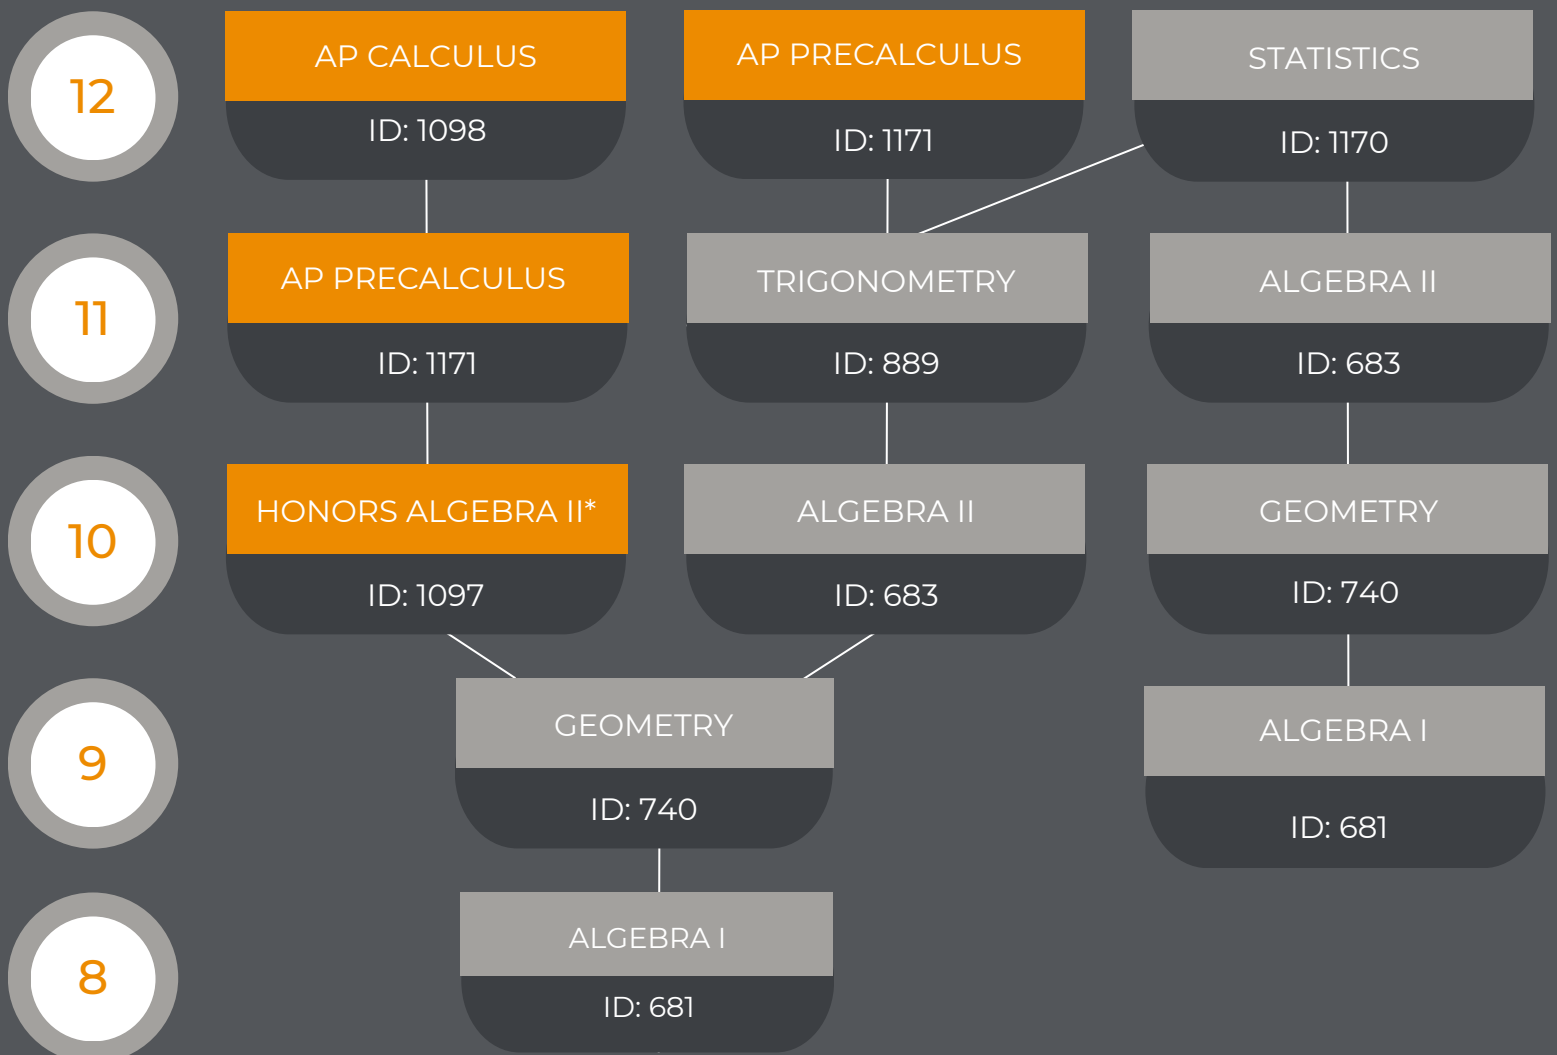 12
AP CALCULUS
ID: 1098
AP PRECALCULUS
ID: 1171
STATISTICS
ID: 1170
11
AP PRECALCULUS
ID: 1171
TRIGONOMETRY
ID: 889
ALGEBRA II
ID: 683
10
HONORS ALGEBRA II*
ID: 1097
ALGEBRA II
ID: 683
GEOMETRY
ID: 740
9
GEOMETRY
ID: 740
ALGEBRA I
ID: 681
8
ALGEBRA I
ID: 681